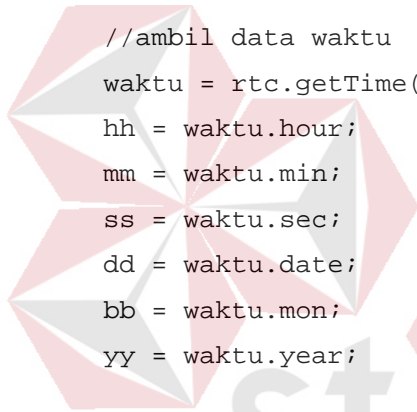 //ambil data waktu
waktu = rtc.getTime(
hh = waktu.hour;
mm = waktu.min;
ss = waktu.sec;
dd = waktu.date;
bb = waktu.mon;
yy = waktu.year;
st